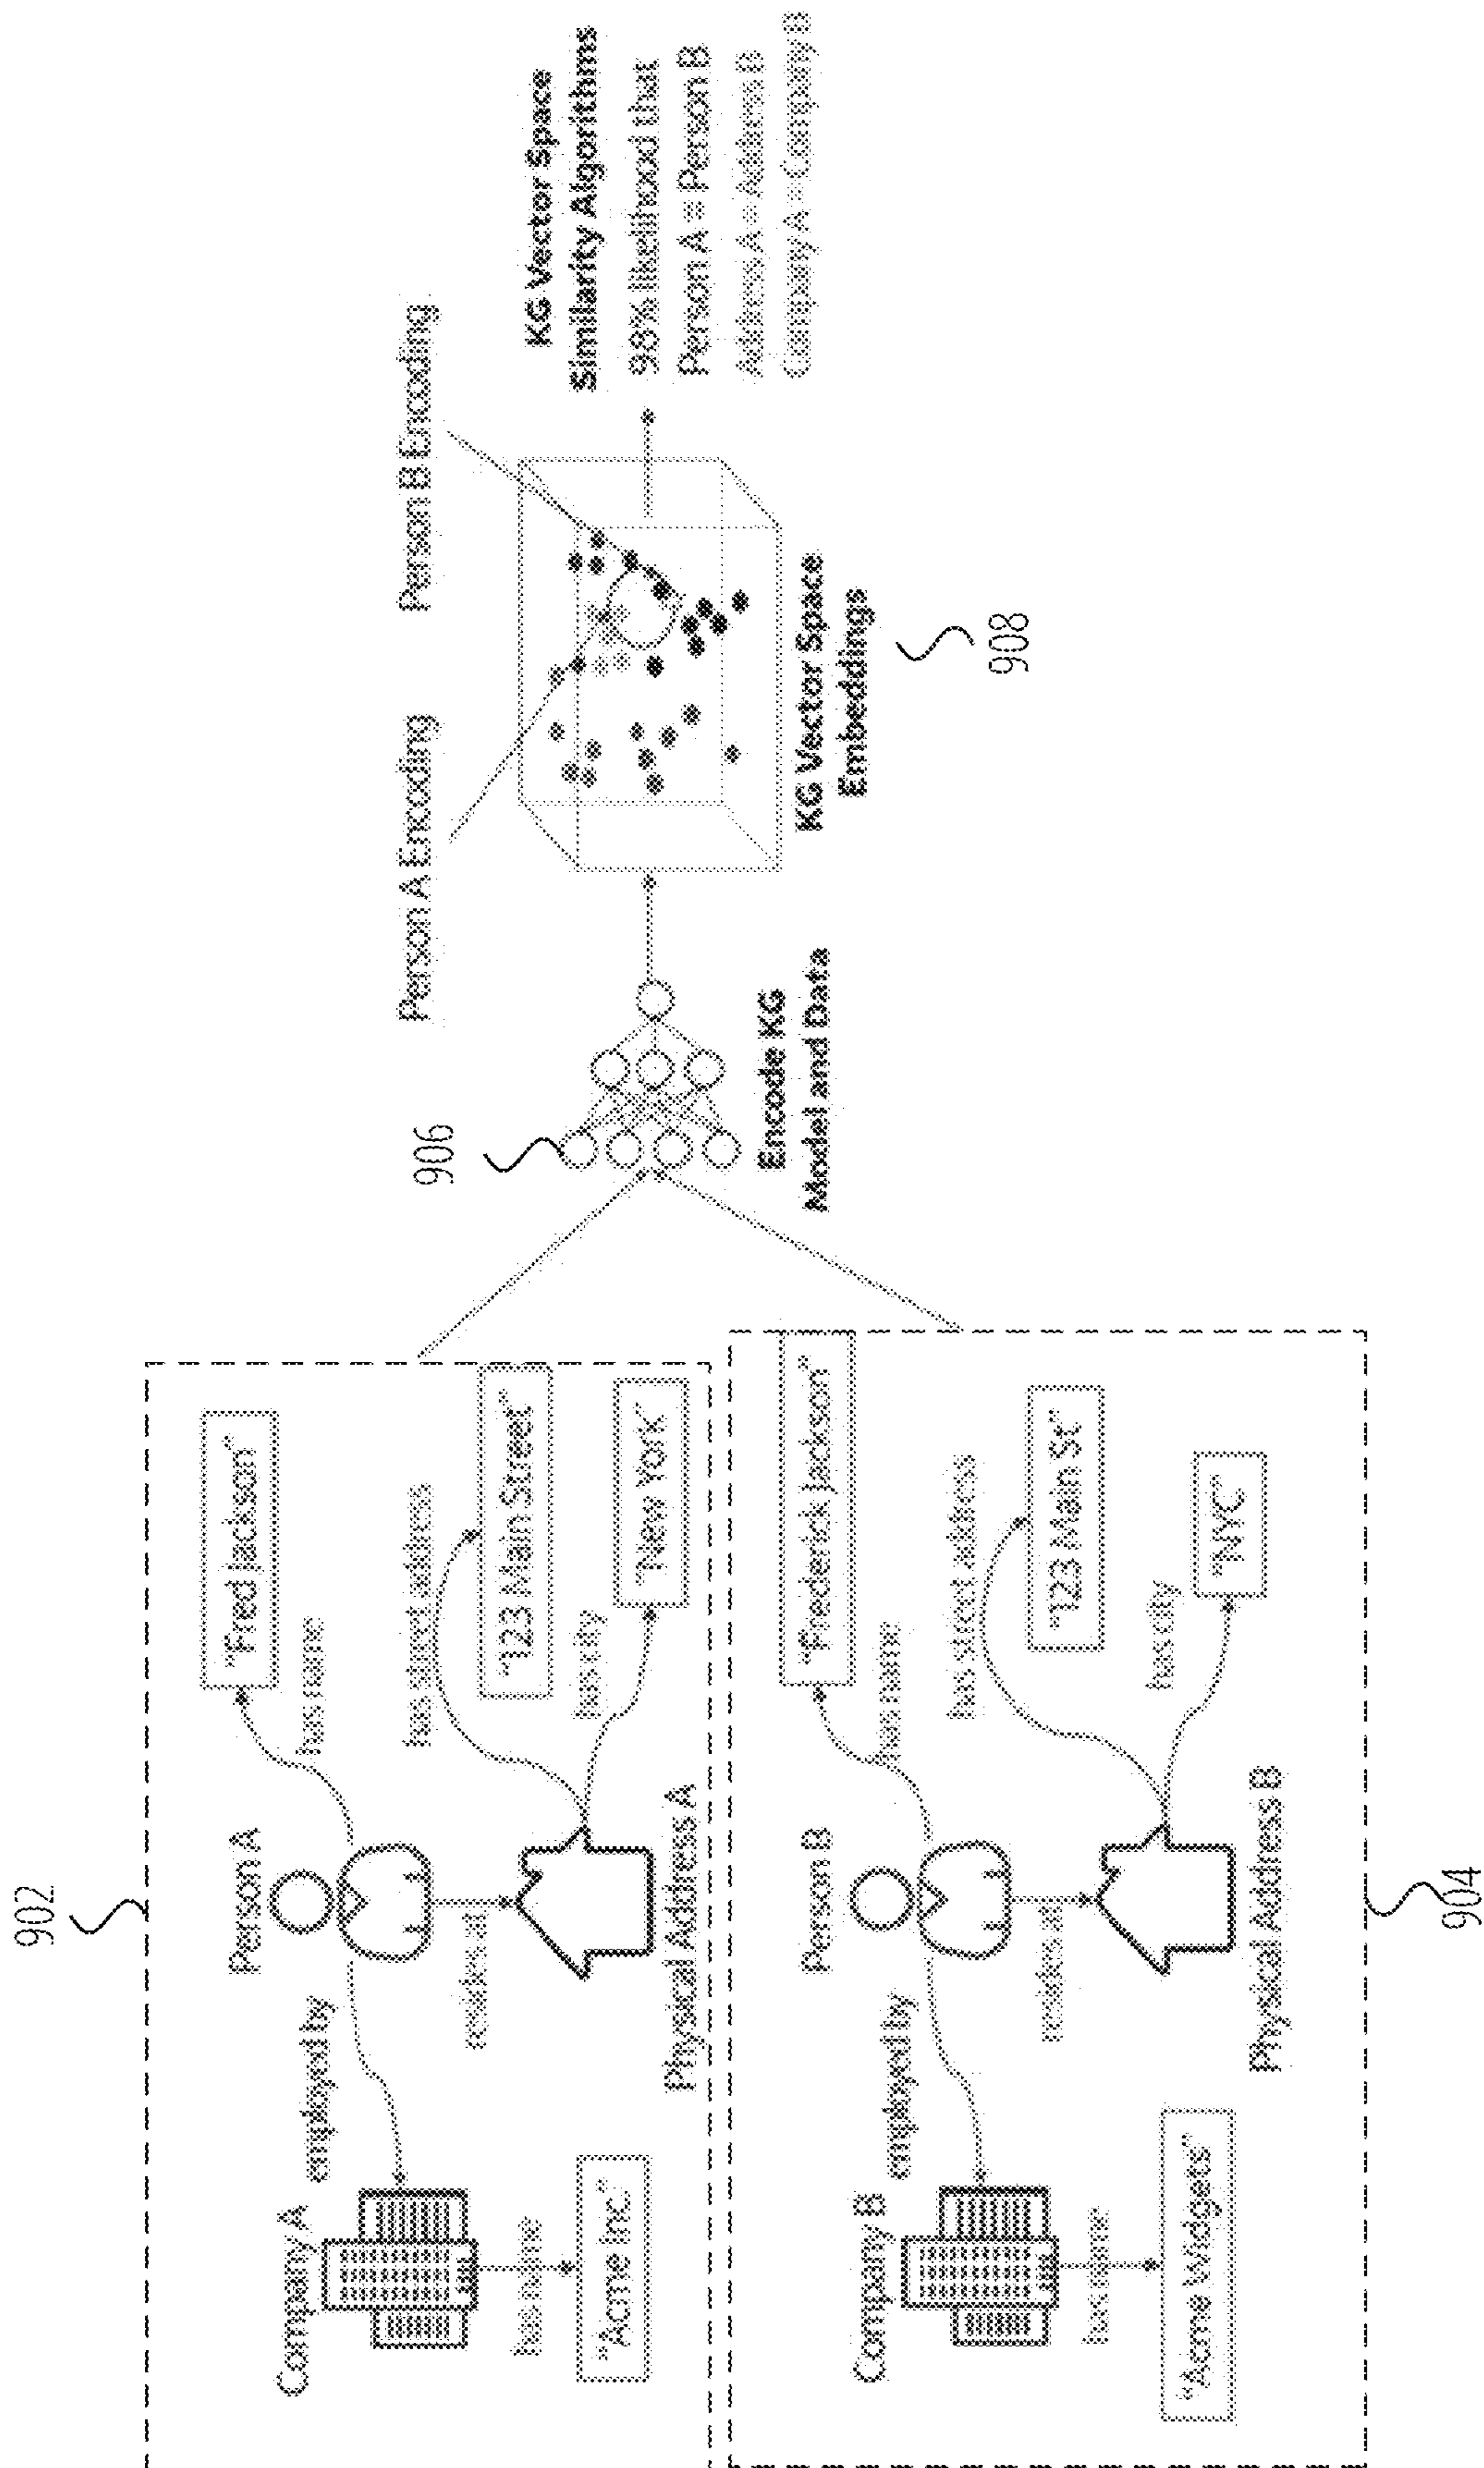 902
Company A
employed by
Person A
has name
"Fred Jackson"
has name
"Acme Inc."
resides at
Physical Address A
has street address
"123 Main Street"
has city
"New York"
Company B
employed by
Person B
has name
"Frederick Jackson"
has name
"Acme Widgets"
resides at
Physical Address B
has street address
"123 Main St"
has city
"NYC"
904
906
Encode KG
Model and Data
Person A Encoding
Person B Encoding
KG Vector Space
Embeddings
908
KG Vector Space
Similarity Algorithms
98% likelihood that
Person A = Person B
Address A = Address B
Company A = Company B